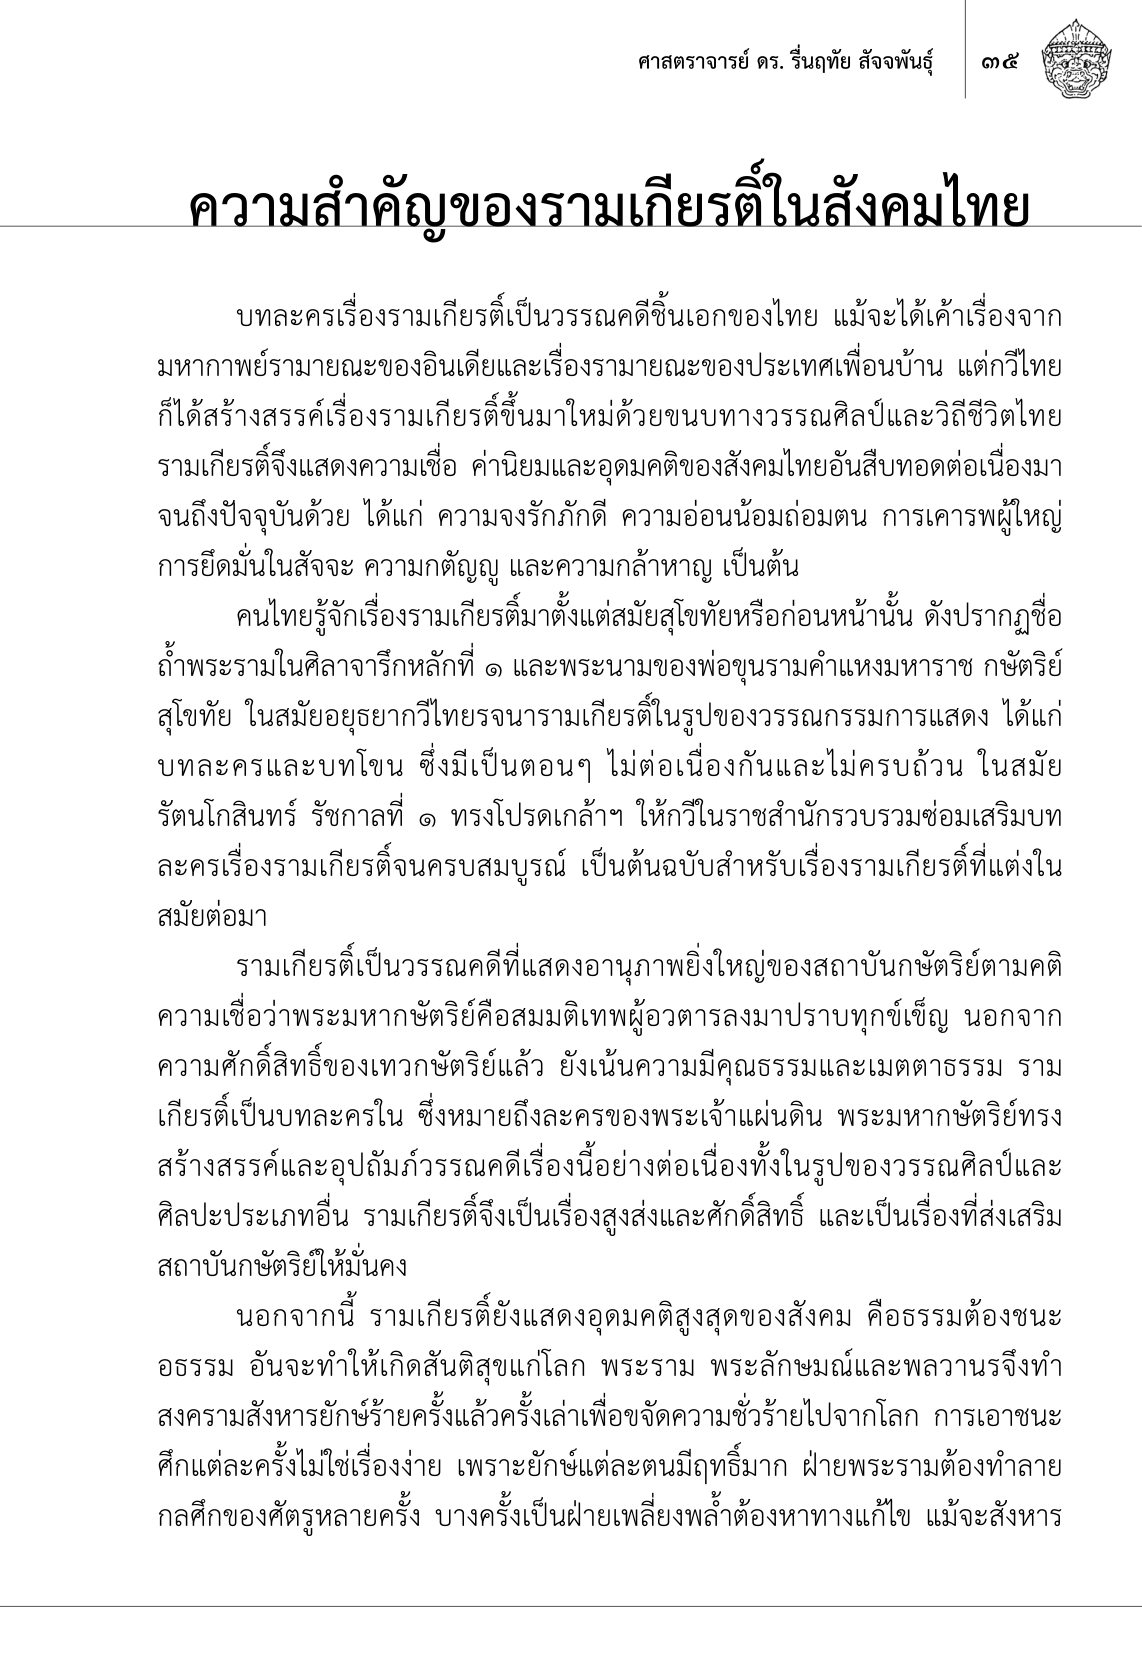 ศาสตราจารย์ ดร. รื่นฤทัย สัจจพันธุ์ ๓๕
ความสำคัญของรามเกียรติ์ในสังคมไทย
บทละครเรื่องรามเกียรติ์เป็นวรรณคดีชิ้นเอกของไทย แม้จะได้เค้าเรื่องจาก
มหากาพย์รามายณะของอินเดียและเรื่องรามายณะของประเทศเพื่อนบ้าน แต่กวีไทย
ก็ได้สร้างสรรค์เรื่องรามเกียรติ์ขึ้นมาใหม่ด้วยขนบทางวรรณศิลป์และวิถีชีวิตไทย
รามเกียรติ์จึงแสดงความเชื่อ ค่านิยมและอุดมคติของสังคมไทยอันสืบทอดต่อเนื่องมา
จนถึงปัจจุบันด้วย ได้แก่ ความจงรักภักดี ความอ่อนน้อมถ่อมตน การเคารพผู้ใหญ่
การยึดมั่นในสัจจะ ความกตัญญู และความกล้าหาญ เป็นต้น
คนไทยรู้จักเรื่องรามเกียรติ์มาตั้งแต่สมัยสุโขทัยหรือก่อนหน้านั้น ดังปรากฏชื่อ
ถ้ำพระรามในศิลาจารึกหลักที่ ๑ และพระนามของพ่อขุนรามคำแหงมหาราช กษัตริย์
สุโขทัย ในสมัยอยุธยากวีไทยรจนารามเกียรติ์ในรูปของวรรณกรรมการแสดง ได้แก่
บทละครและบทโขน ซึ่งมีเป็นตอนๆ ไม่ต่อเนื่องกันและไม่ครบถ้วน ในสมัย
รัตนโกสินทร์ รัชกาลที่ ๑ ทรงโปรดเกล้าฯ ให้กวีในราชสำนักรวบรวมซ่อมเสริมบท
ละครเรื่องรามเกียรติ์จนครบสมบูรณ์ เป็นต้นฉบับสำหรับเรื่องรามเกียรติ์ที่แต่งใน
สมัยต่อมา
รามเกียรติ์เป็นวรรณคดีที่แสดงอานุภาพยิ่งใหญ่ของสถาบันกษัตริย์ตามคติ
ความเชื่อว่าพระมหากษัตริย์คือสมมติเทพผู้อวตารลงมาปราบทุกข์เข็ญ นอกจาก
ความศักดิ์สิทธิ์ของเทวกษัตริย์แล้ว ยังเน้นความมีคุณธรรมและเมตตาธรรม ราม
เกียรติ์เป็นบทละครใน ซึ่งหมายถึงละครของพระเจ้าแผ่นดิน พระมหากษัตริย์ทรง
สร้างสรรค์และอุปถัมภ์วรรณคดีเรื่องนี้อย่างต่อเนื่องทั้งในรูปของวรรณศิลป์และ
ศิลปะประเภทอื่น รามเกียรติ์จึงเป็นเรื่องสูงส่งและศักดิ์สิทธิ์ และเป็นเรื่องที่ส่งเสริม
สถาบันกษัตริย์ให้มั่นคง
นอกจากนี้ รามเกียรติ์ยังแสดงอุดมคติสูงสุดของสังคม คือธรรมต้องชนะ
อธรรม อันจะทำให้เกิดสันติสุขแก่โลก พระราม พระลักษมณ์และพลวานรจึงทำ
สงครามสังหารยักษ์ร้ายครั้งแล้วครั้งเล่าเพื่อขจัดความชั่วร้ายไปจากโลก การเอาชนะ
ศึกแต่ละครั้งไม่ใช่เรื่องง่าย เพราะยักษ์แต่ละตนมีฤทธิ์มาก ฝ่ายพระรามต้องทำลาย
กลศึกของศัตรูหลายครั้ง บางครั้งเป็นฝ่ายเพลี่ยงพล้ำต้องหาทางแก้ไข แม้จะสังหาร